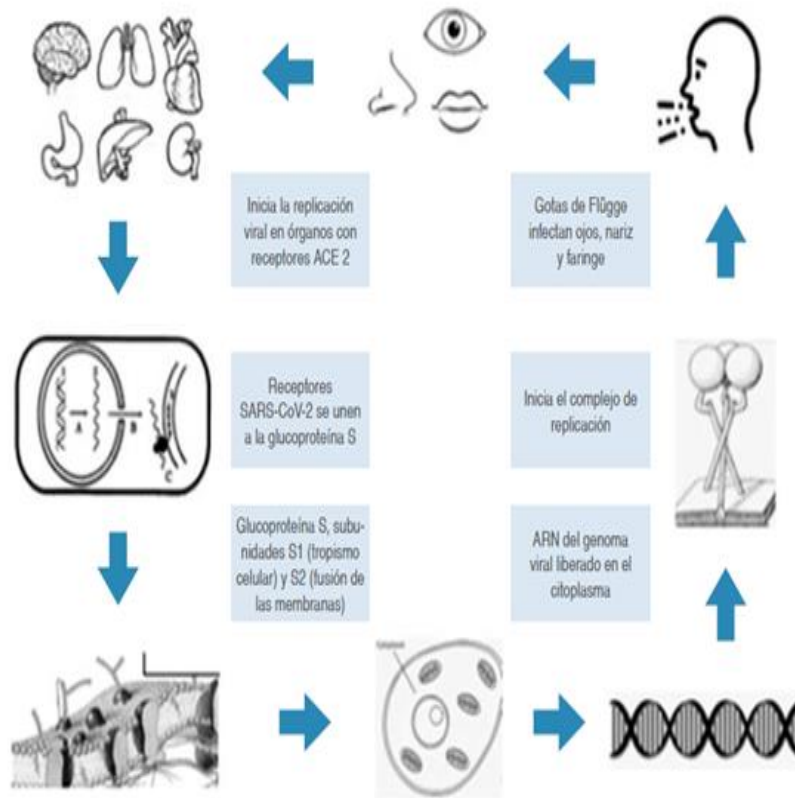 Inicia la replicación
viral en órganos con
receptores ACE 2
Gotas de Flügge
infectan ojos, nariz
y faringe
Receptores
SARS-CoV-2 se unen
a la glucoproteína S
Inicia el complejo de
replicación
A
B
C
Glucoproteína S, subu-
nidades S1 (tropismo
celular) y S2 (fusión de
las membranas)
ARN del genoma
viral liberado en el
citoplasma